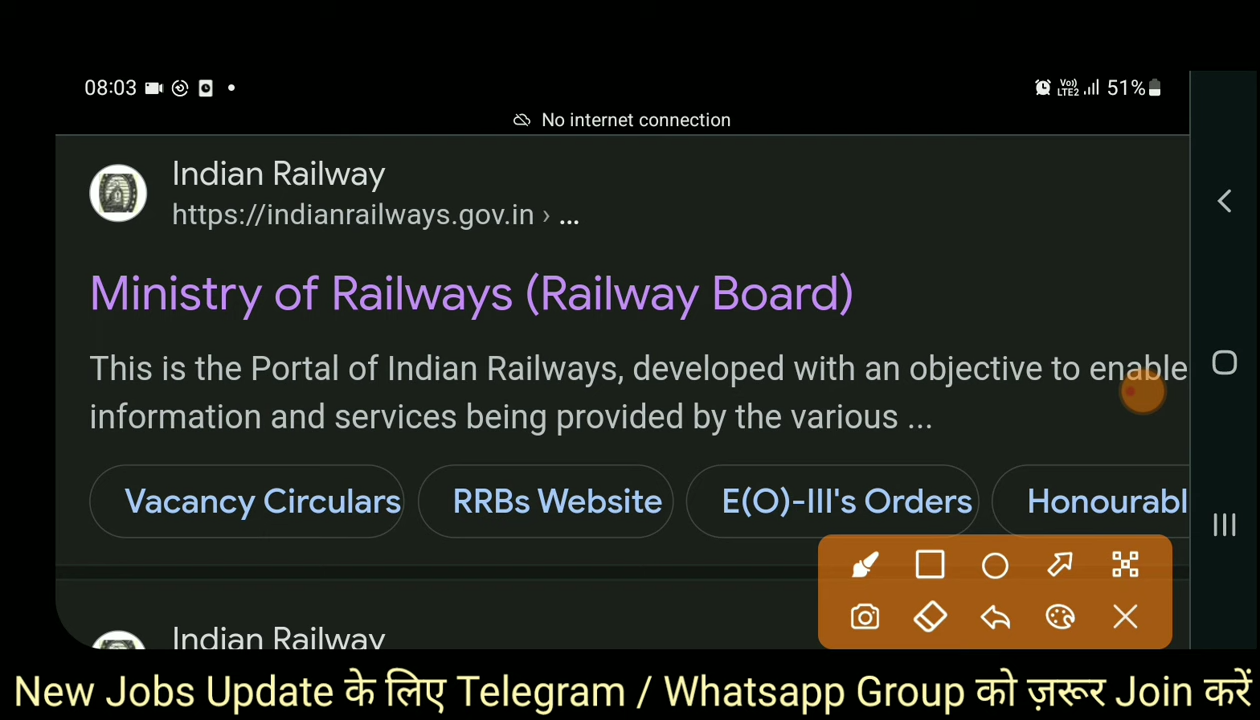 08:03
Vo)) LTE2 51%
No internet connection
Indian Railway
https://indianrailways.gov.in › ...
Ministry of Railways (Railway Board)
This is the Portal of Indian Railways, developed with an objective to enable
information and services being provided by the various ...
Vacancy Circulars RRBs Website E(O)-III's Orders Honourabl
Indian Railway
New Jobs Update के लिए Telegram / Whatsapp Group को ज़रूर Join करें